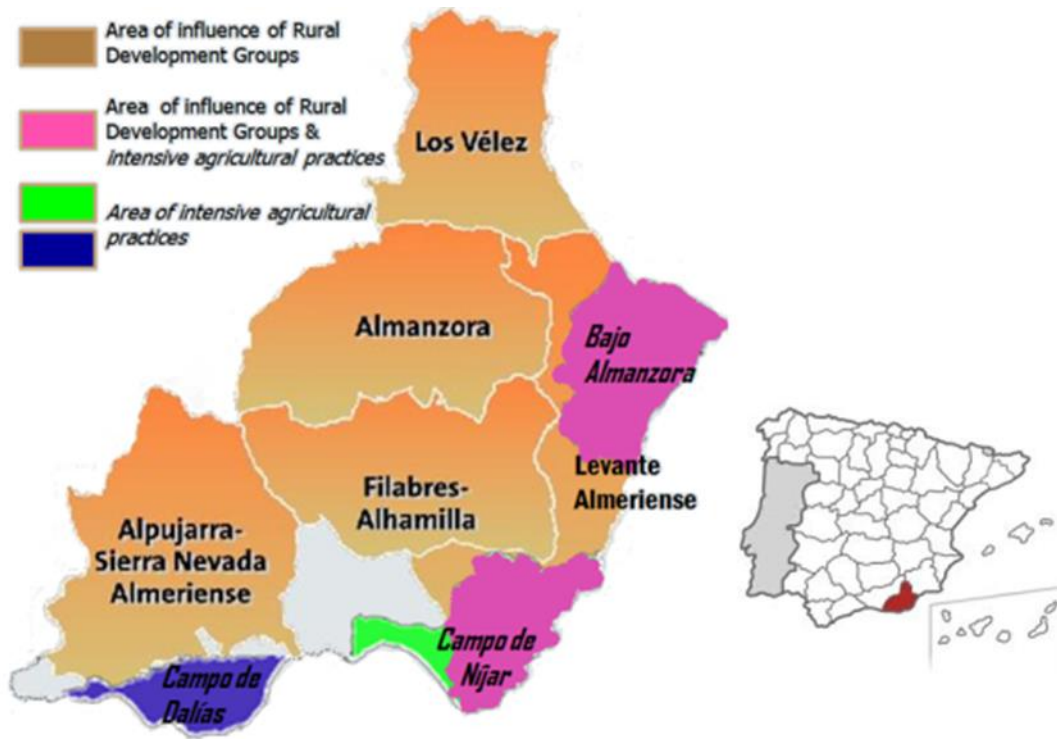 Area of influence of Rural
Development Groups
Area of influence of Rural
Development Groups &
intensive agricultural practices
Area of intensive agricultural
practices
Los Vélez
Almanzora
Bajo
Almanzora
Levante
Almeriense
Filabres-
Alhamilla
Alpujarra-
Sierra Nevada
Almeriense
Campo de
Níjar
Campo de
Dalías